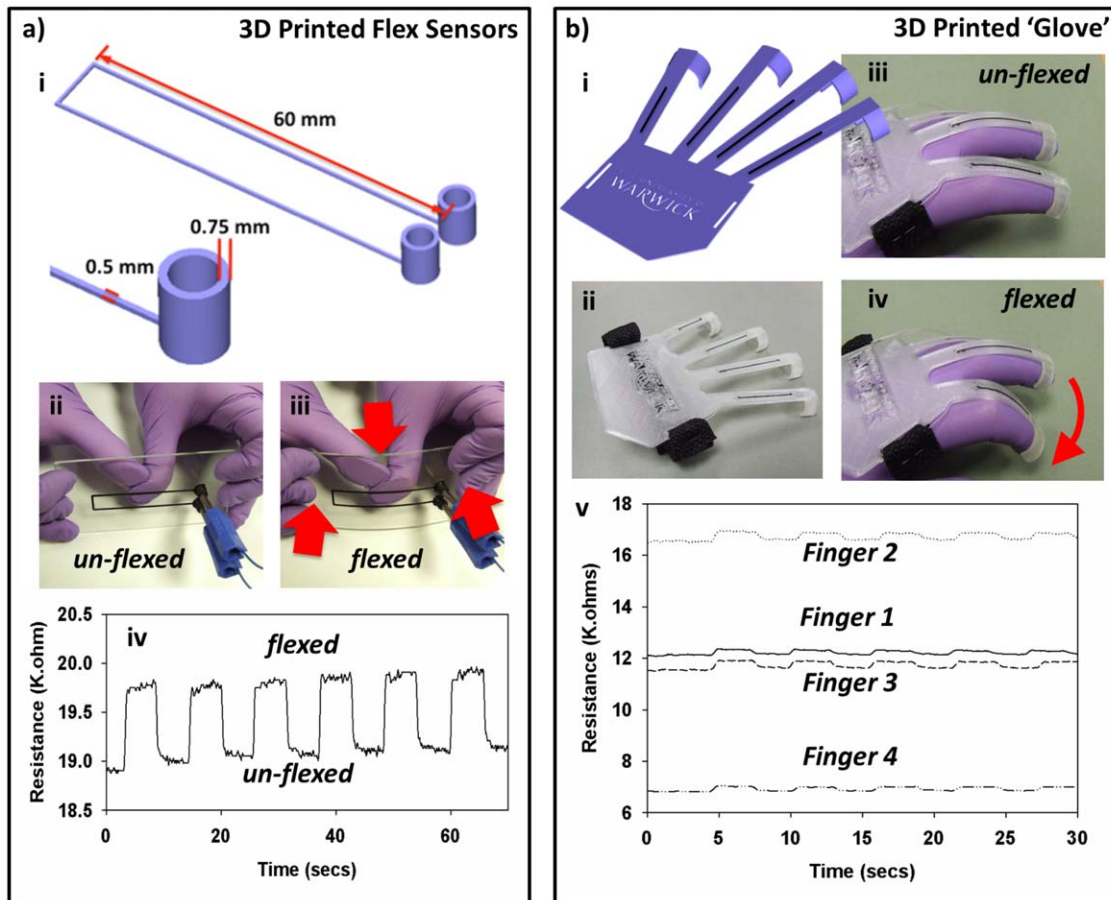 a)
3D Printed Flex Sensors
i
60 mm
0.75 mm
0.5 mm
ii
un-flexed
iii
flexed
iv
flexed
un-flexed
20.5
20.0
19.5
19.0
18.5
Resistance (K.ohm)
0 20 40 60
Time (secs)
b)
3D Printed ‘Glove’
i
WARWICK
iii
un-flexed
ii
WARWICK
iv
flexed
v
18
16
14
12
10
8
6
Resistance (K.ohms)
Finger 2
Finger 1
Finger 3
Finger 4
0 5 10 15 20 25 30
Time (secs)